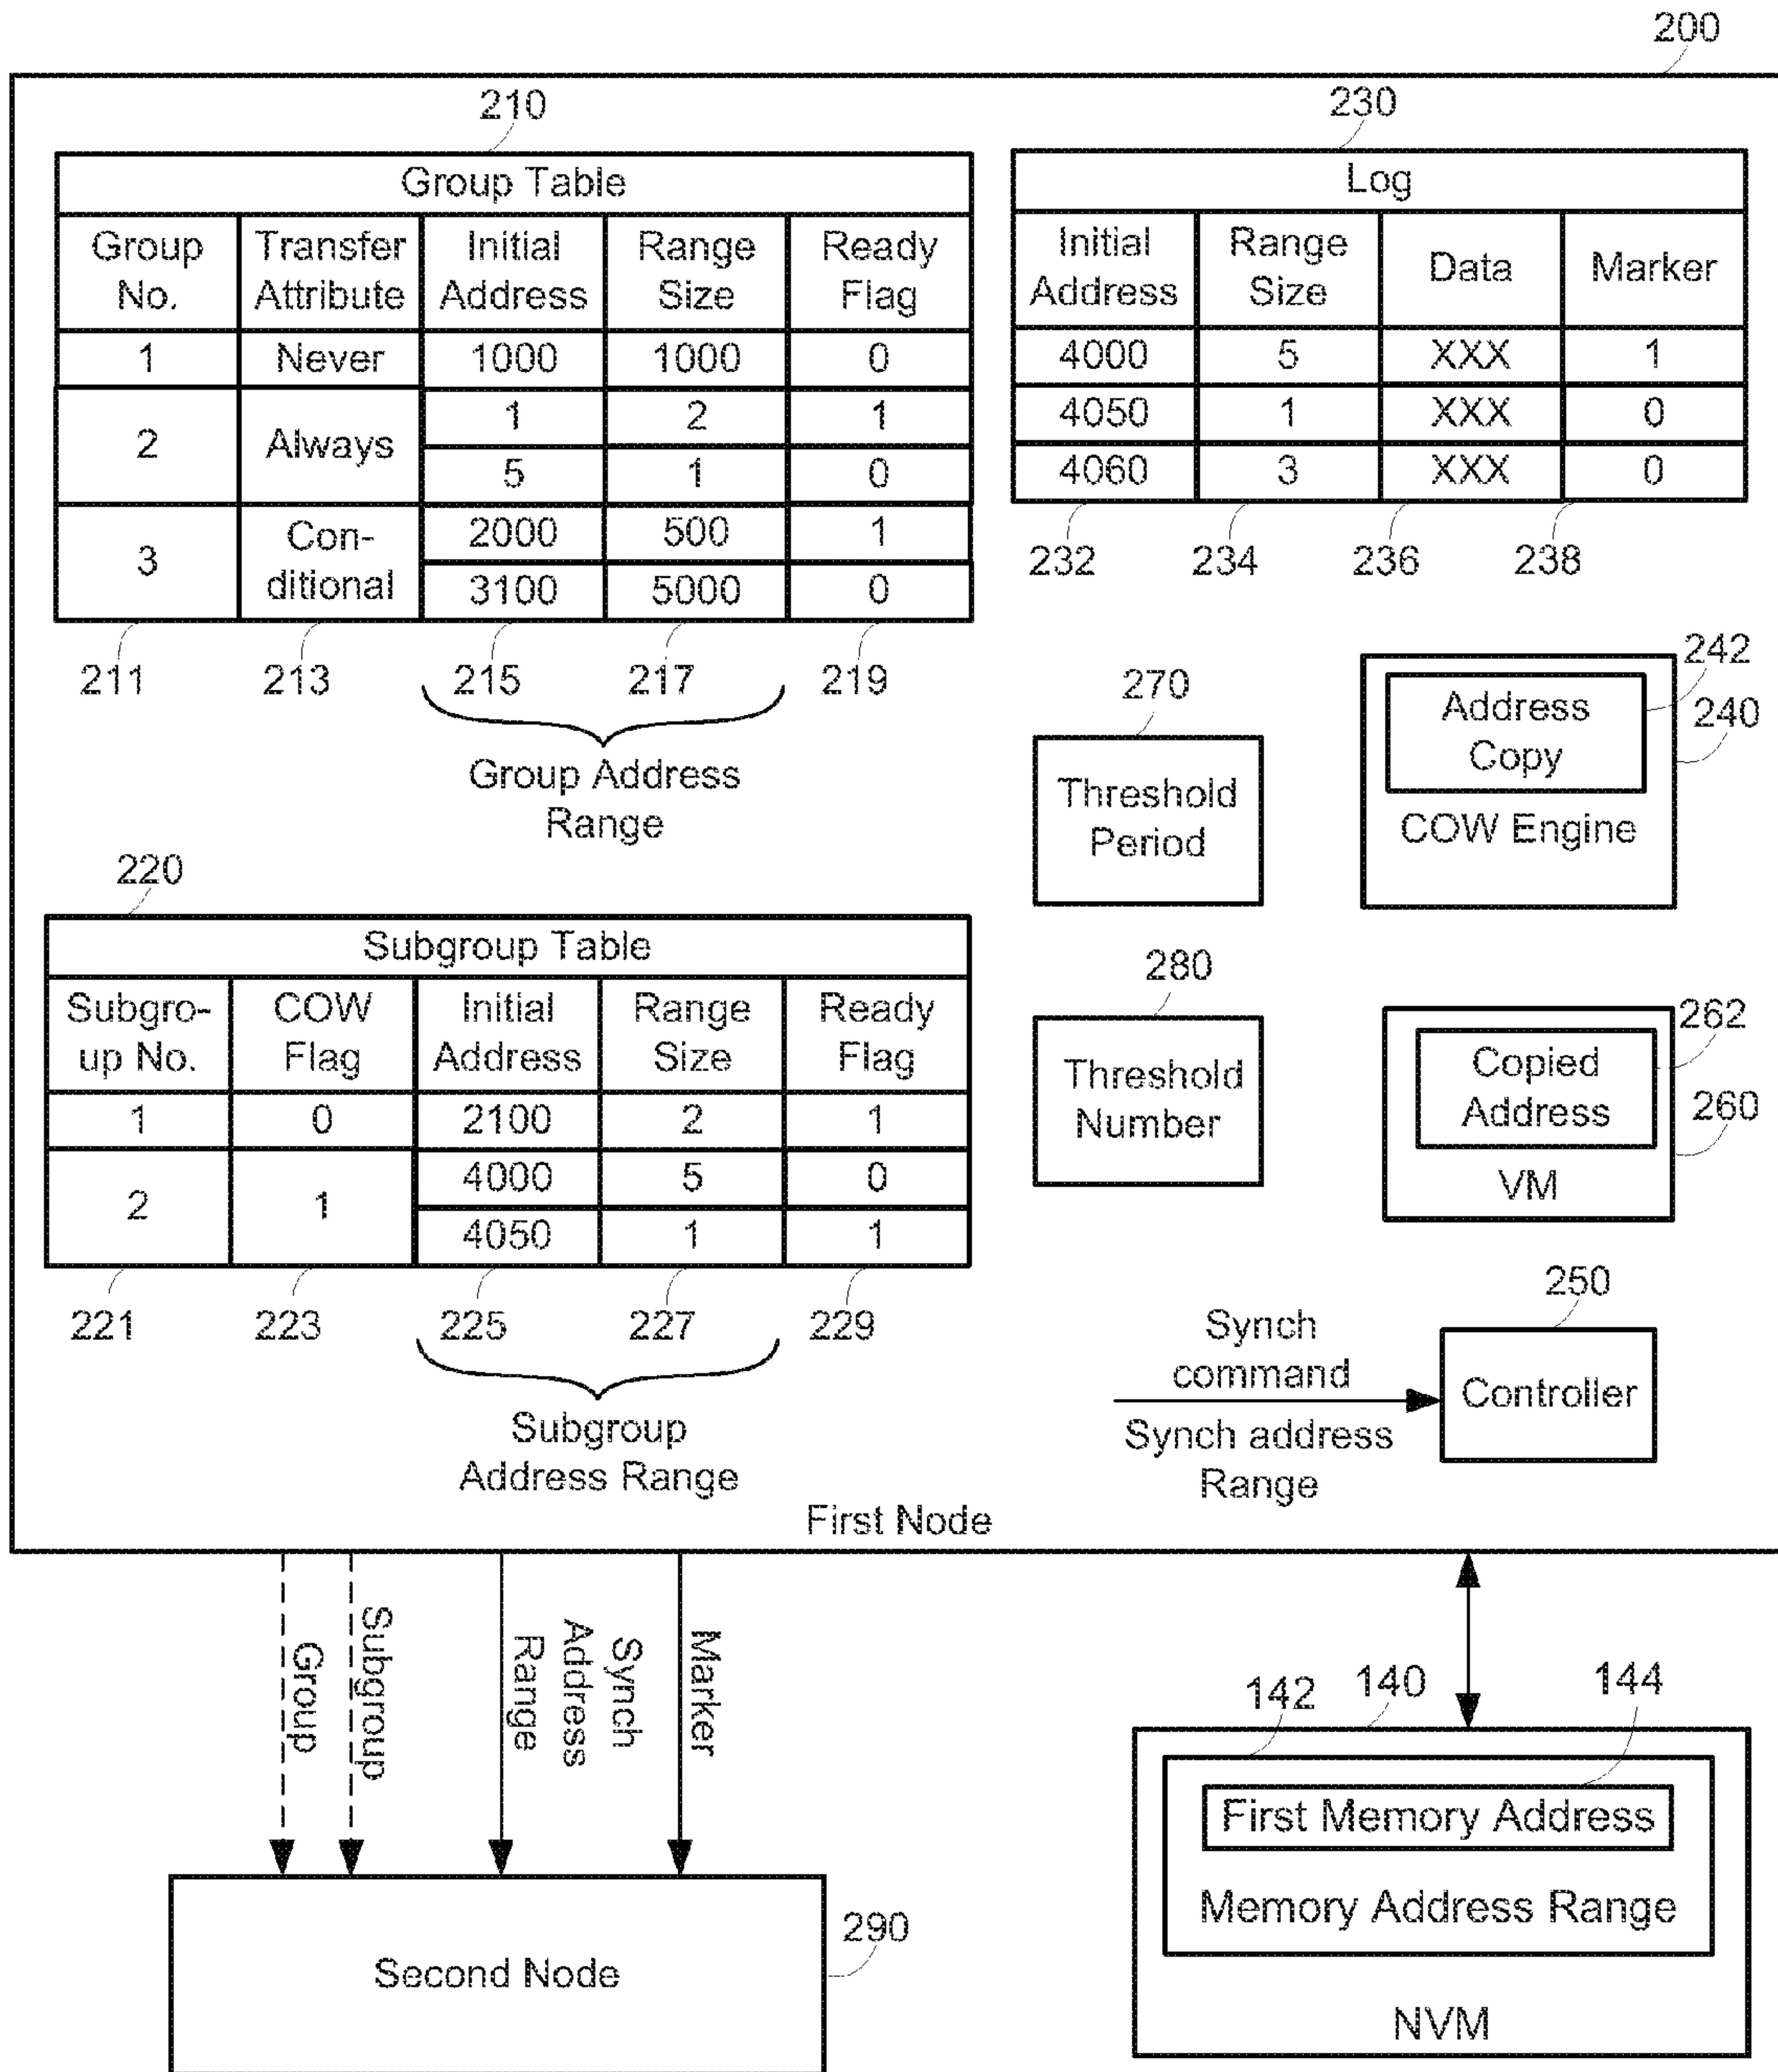 200
210
Group Table
Group No. Transfer Attribute Initial Address Range Size Ready Flag
1 Never 1000 1000 0
2 Always 1 2 1
5 1 0
3 Con-ditional 2000 500 1
3100 5000 0
211 213 215 217 219
Group Address
Range
230
Log
Initial Address Range Size Data Marker
4000 5 XXX 1
4050 1 XXX 0
4060 3 XXX 0
232 234 236 238
270
Threshold
Period
242
240
Address
Copy
COW Engine
220
Subgroup Table
Subgro-up No. COW Flag Initial Address Range Size Ready Flag
1 0 2100 2 1
2 1 4000 5 0
4050 1 1
221 223 225 227 229
Subgroup
Address Range
280
Threshold
Number
262
260
Copied
Address
VM
250
Synch
command
Synch address
Range
Controller
First Node
Group
Subgroup
Synch
Address
Range
Marker
290
Second Node
142 140 144
First Memory Address
Memory Address Range
NVM